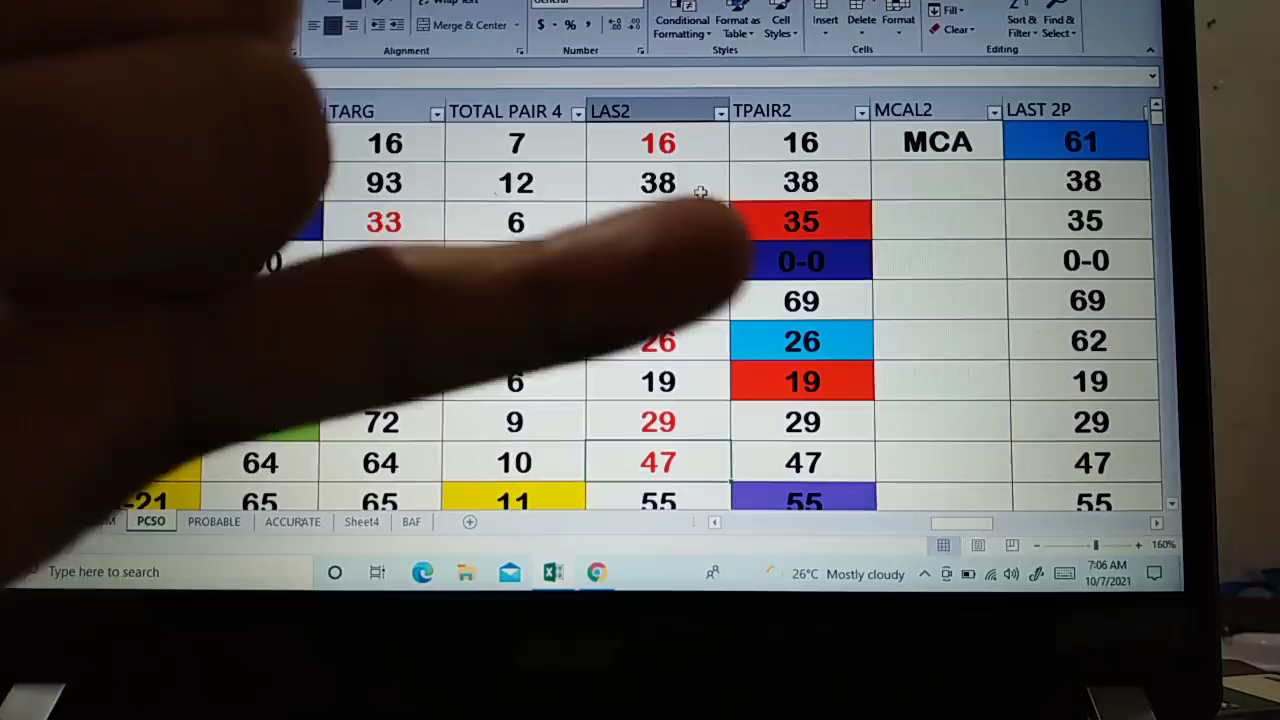 Merge & Center
$ - % ,
Conditional Formatting
Format as Table
Cell Styles
Insert
Delete
Format
Fill
Clear
Sort & Filter
Find & Select
Alignment
Number
Styles
Cells
Editing
TARG TOTAL PAIR 4 LAS2 TPAIR2 MCAL2 LAST 2P
16 7 16 16 MCA 61
93 12 38 38 38
33 6 35 35
0-0 0-0
69 69
26 26 62
6 19 19 19
72 9 29 29 29
64 64 10 47 47 47
-21 65 65 11 55 55 55
PCSO PROBABLE ACCURATE Sheet4 BAF
160%
Type here to search
26°C Mostly cloudy
7:06 AM
10/7/2021